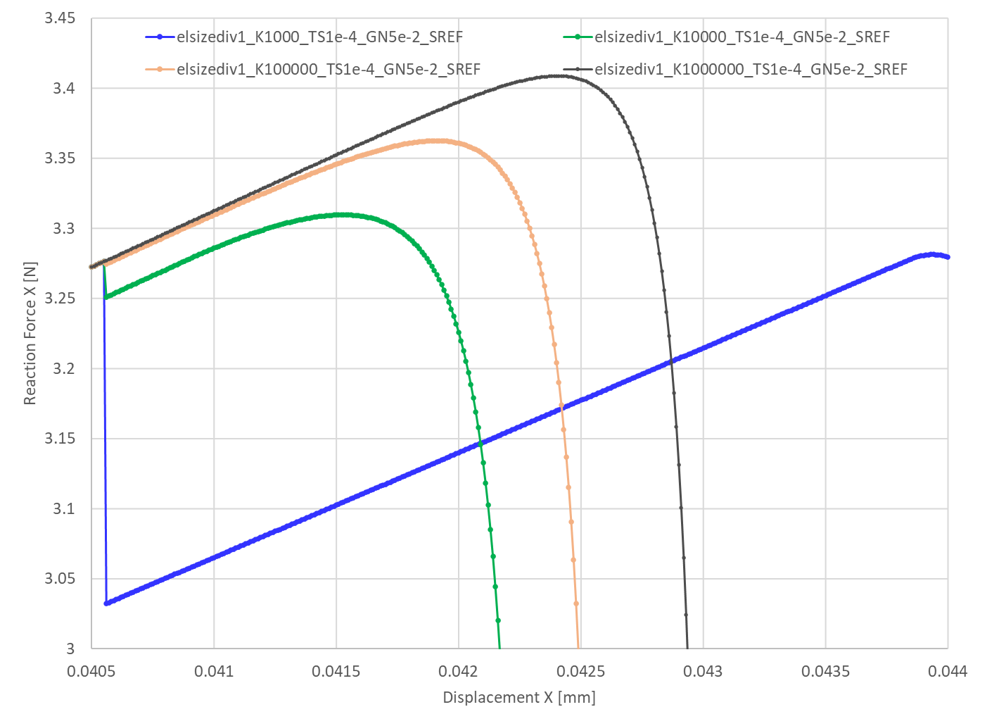 3.45
elsizediv1_K1000_TS1e-4_GN5e-2_SREF
elsizediv1_K10000_TS1e-4_GN5e-2_SREF
elsizediv1_K100000_TS1e-4_GN5e-2_SREF
elsizediv1_K1000000_TS1e-4_GN5e-2_SREF
3.4
3.35
3.3
3.25
3.2
3.15
3.1
3.05
3
Reaction Force X [N]
0.0405 0.041 0.0415 0.042 0.0425 0.043 0.0435 0.044
Displacement X [mm]